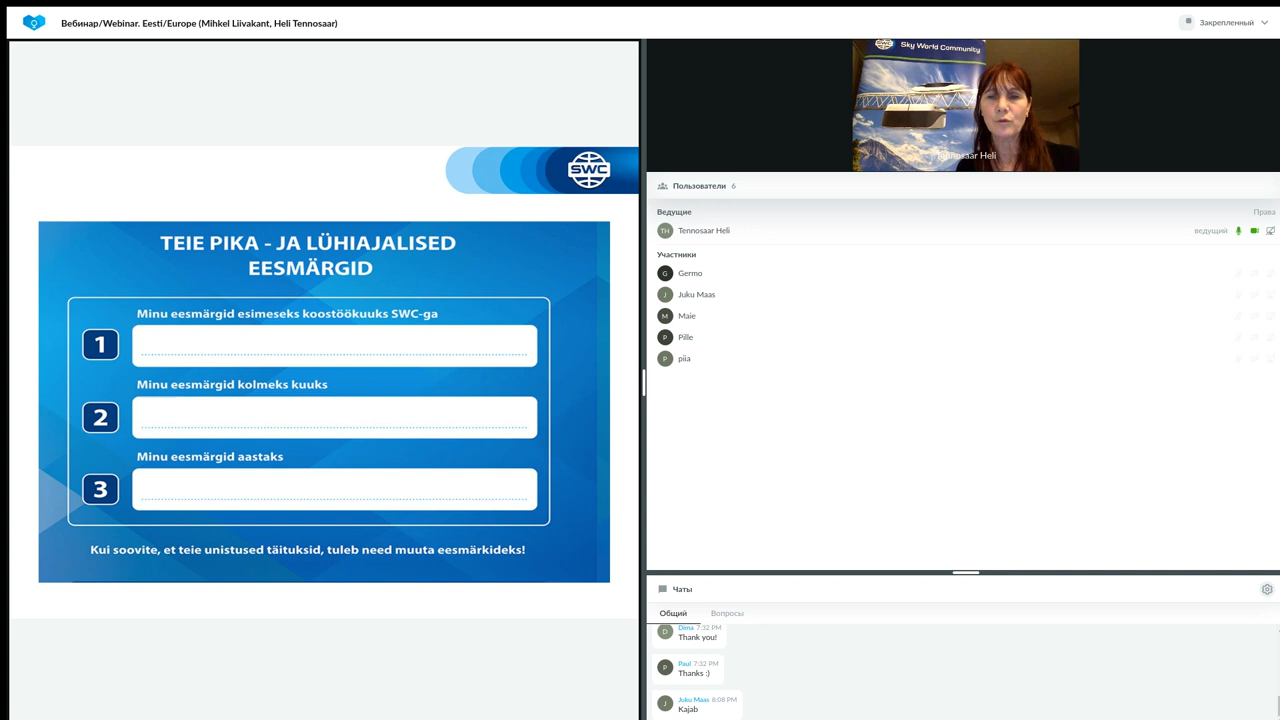 Вебинар/Webinar. Eesti/Europe (Mihkel Liivakant, Heli Tennosaar)
Закрепленный
SWC
TEIE PIKA - JA LÜHIAJALISED
EESMÄRGID
Minu eesmärgid esimeseks koostöökuuks SWC-ga
1
Minu eesmärgid kolmeks kuuks
2
Minu eesmärgid aastaks
3
Kui soovite, et teie unistused täituksid, tuleb need muuta eesmärkideks!
SWC
Sky World Community
Tennosaar Heli
Пользователи 6
Ведущие
Права
TH Tennosaar Heli
ведущий
Участники
G Germo
J Juku Maas
M Maie
P Pille
P piia
Чаты
Общий
Вопросы
D Dima 7:32 PM
Thank you!
P Paul 7:32 PM
Thanks :)
J Juku Maas 8:08 PM
Kajab